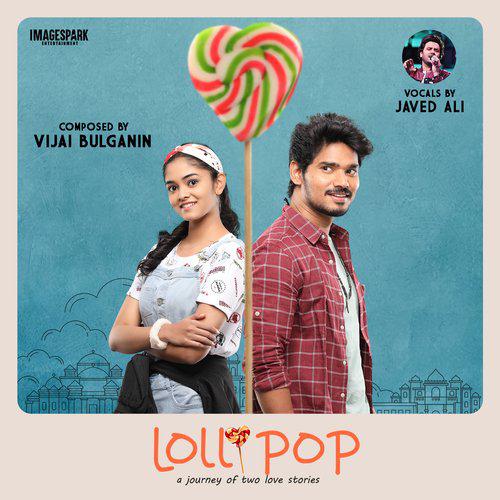 IMAGESPARK
ENTERTAINMENT
COMPOSED BY
VIJAI BULGANIN
VOCALS BY
JAVED ALI
LOLLIPOP
a journey of two love stories